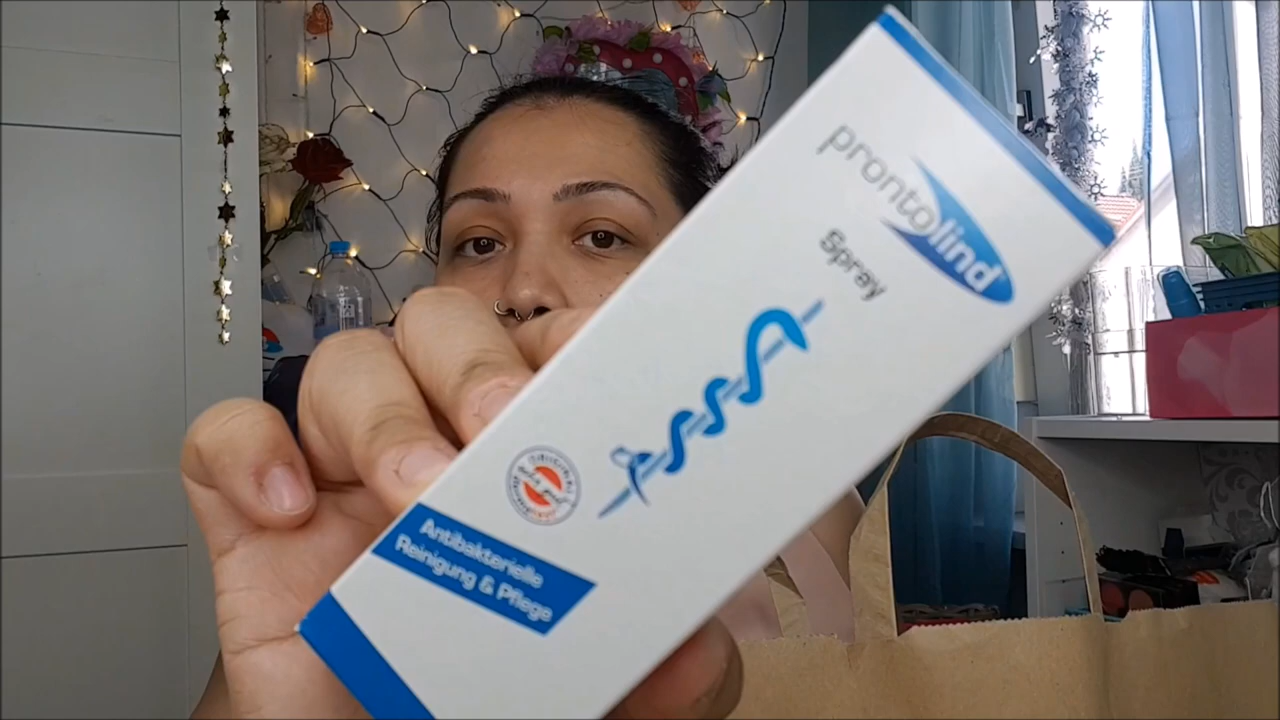 prontolind
Spray
Antibakterielle
Reinigung & Pflege